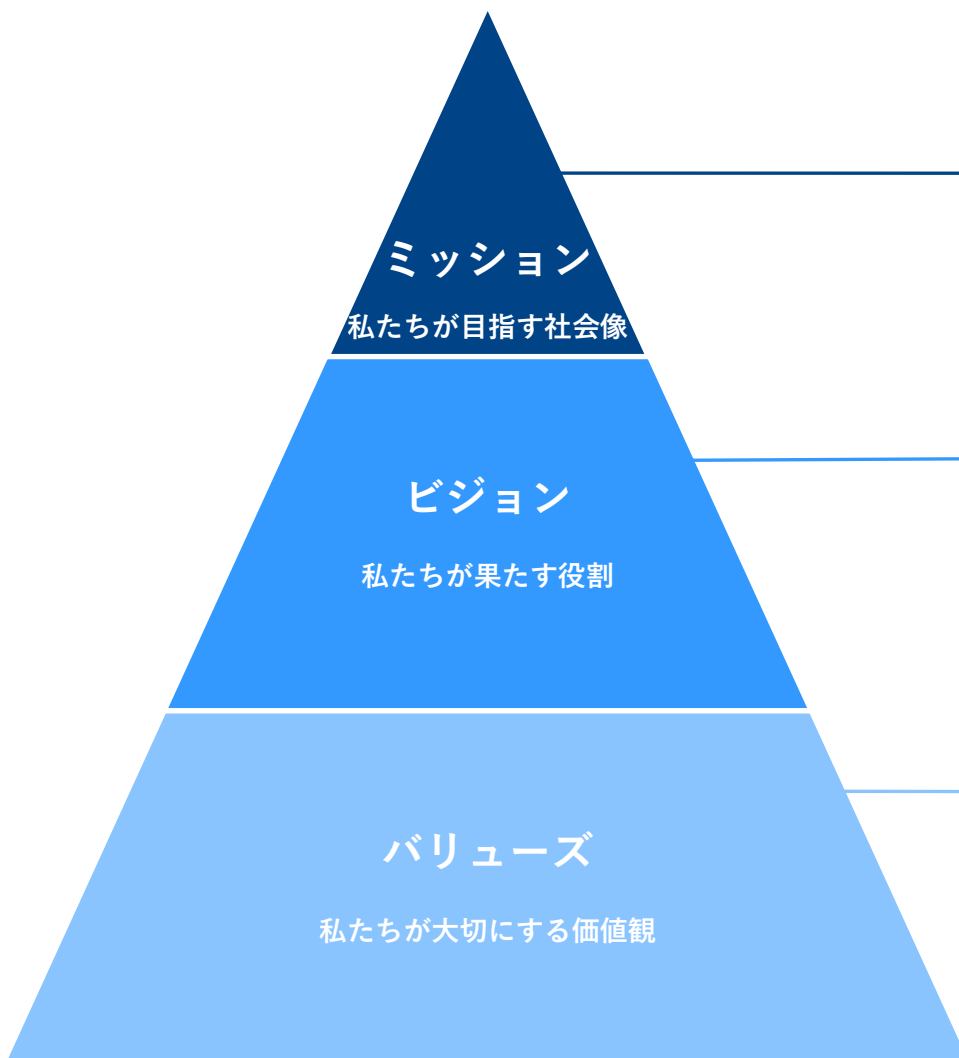 ミッション
私たちが目指す社会像
ビジョン
私たちが果たす役割
バリューズ
私たちが大切にする価値観